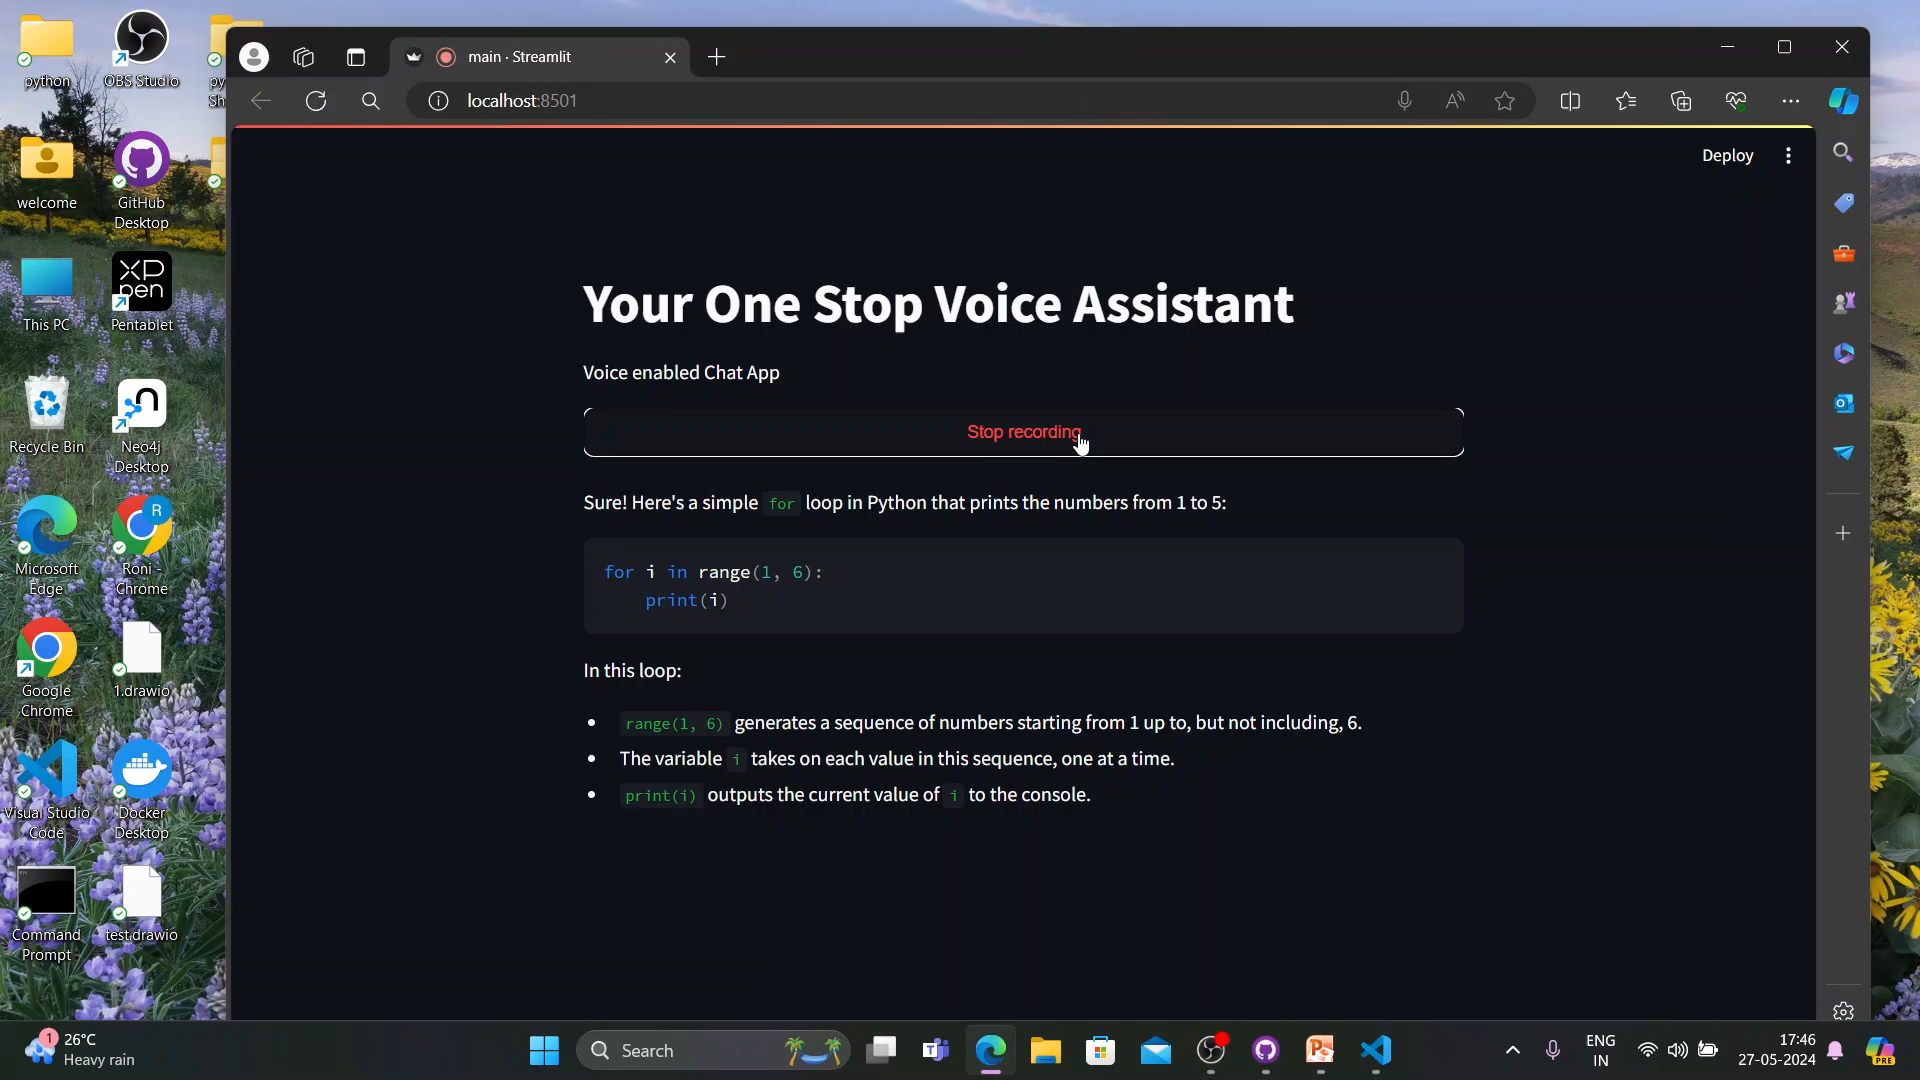 main · Streamlit
localhost:8501
Deploy
Your One Stop Voice Assistant
Voice enabled Chat App
Stop recording
Sure! Here's a simple for loop in Python that prints the numbers from 1 to 5:
for i in range(1, 6):
print(i)
In this loop:
range(1, 6) generates a sequence of numbers starting from 1 up to, but not including, 6.
The variable i takes on each value in this sequence, one at a time.
print(i) outputs the current value of i to the console.
python
OBS Studio
py
Sh
welcome
GitHub
Desktop
XP
pen
This PC
Pentablet
Recycle Bin
Neo4j
Desktop
R
Microsoft
Edge
Roni -
Chrome
Google
Chrome
1.drawio
Visual Studio
Code
Docker
Desktop
Command
Prompt
test.drawio
1
26°C
Heavy rain
Search
ENG
IN
17:46
27-05-2024
PRE